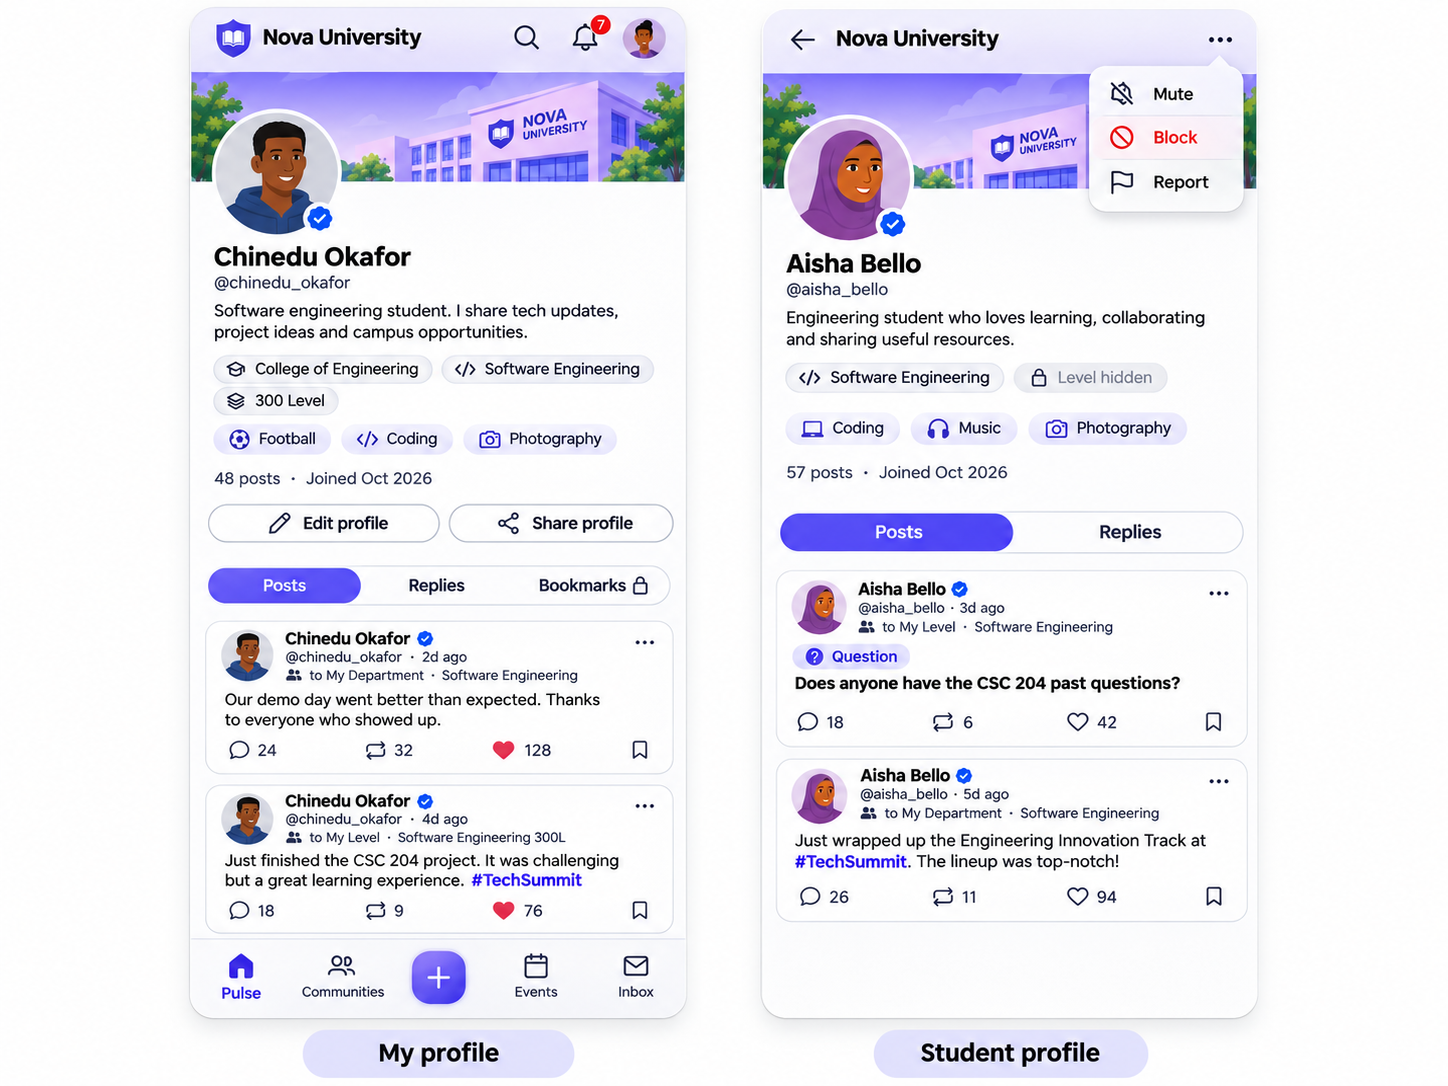 Nova University
7
NOVA
UNIVERSITY
Chinedu Okafor
@chinedu_okafor
Software engineering student. I share tech updates,
project ideas and campus opportunities.
College of Engineering
Software Engineering
300 Level
Football
Coding
Photography
48 posts · Joined Oct 2026
Edit profile
Share profile
Posts
Replies
Bookmarks
Chinedu Okafor
@chinedu_okafor · 2d ago
to My Department · Software Engineering
Our demo day went better than expected. Thanks
to everyone who showed up.
24
32
128
Chinedu Okafor
@chinedu_okafor · 4d ago
to My Level · Software Engineering 300L
Just finished the CSC 204 project. It was challenging
but a great learning experience. #TechSummit
18
9
76
Pulse
Communities
Events
Inbox
My profile
Nova University
Mute
Block
Report
NOVA
UNIVERSITY
Aisha Bello
@aisha_bello
Engineering student who loves learning, collaborating
and sharing useful resources.
Software Engineering
Level hidden
Coding
Music
Photography
57 posts · Joined Oct 2026
Posts
Replies
Aisha Bello
@aisha_bello · 3d ago
to My Level · Software Engineering
Question
Does anyone have the CSC 204 past questions?
18
6
42
Aisha Bello
@aisha_bello · 5d ago
to My Department · Software Engineering
Just wrapped up the Engineering Innovation Track at
#TechSummit. The lineup was top-notch!
26
11
94
Student profile